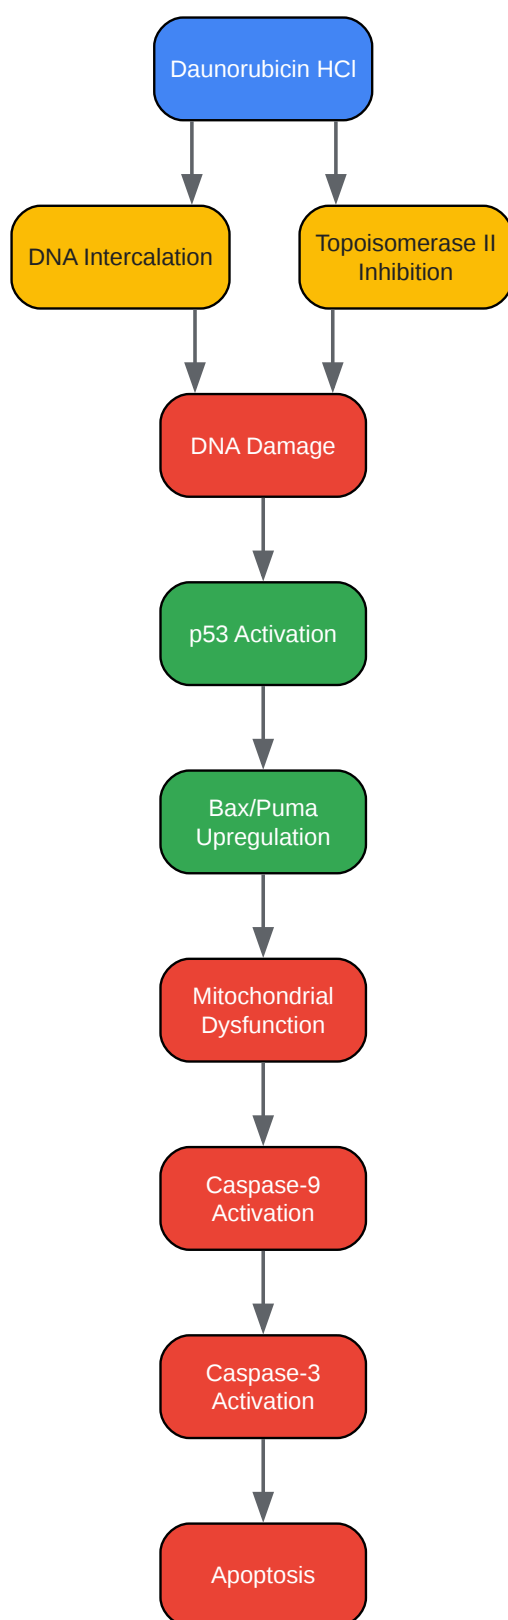 Daunorubicin HCl
DNA Intercalation
Topoisomerase II
Inhibition
DNA Damage
p53 Activation
Bax/Puma
Upregulation
Mitochondrial
Dysfunction
Caspase-9
Activation
Caspase-3
Activation
Apoptosis